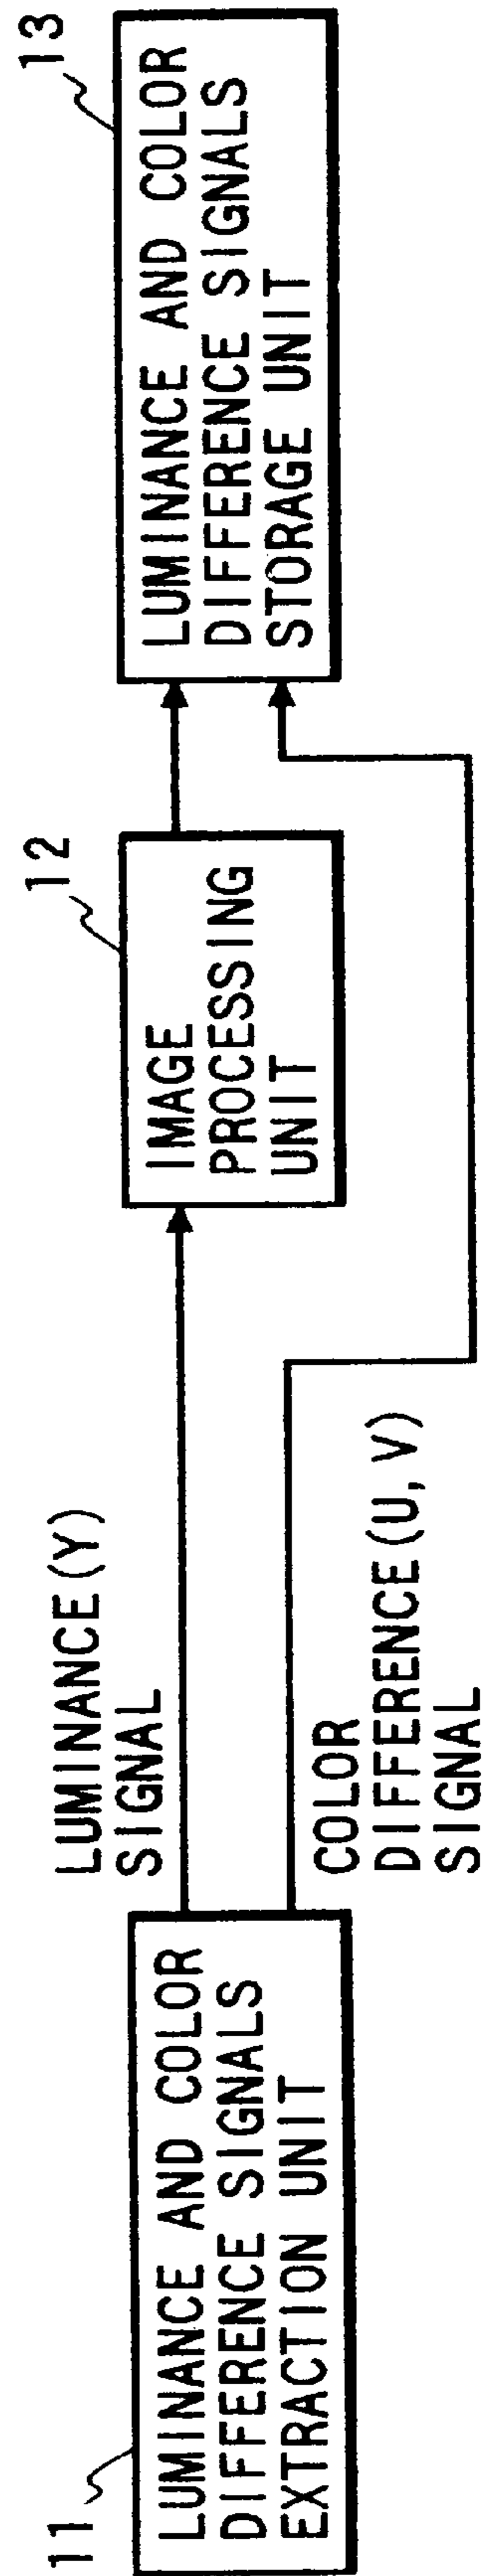 11
LUMINANCE AND COLOR
DIFFERENCE SIGNALS
EXTRACTION UNIT
LUMINANCE(Y)
SIGNAL
COLOR
DIFFERENCE(U, V)
SIGNAL
12
IMAGE
PROCESSING
UNIT
13
LUMINANCE AND COLOR
DIFFERENCE SIGNALS
STORAGE UNIT